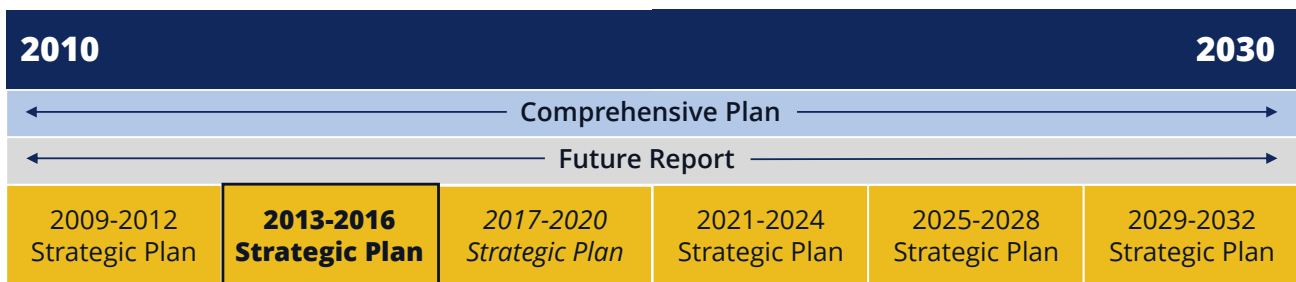 2010 2030
Comprehensive Plan
Future Report
2009-2012 Strategic Plan
2013-2016 Strategic Plan
2017-2020 Strategic Plan
2021-2024 Strategic Plan
2025-2028 Strategic Plan
2029-2032 Strategic Plan